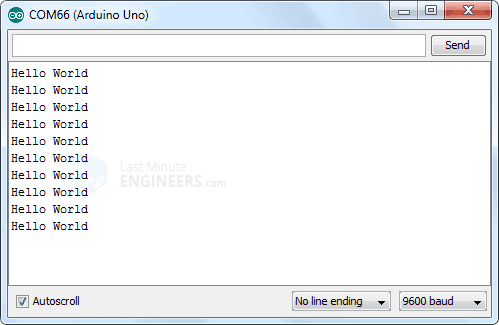 COM66 (Arduino Uno)
Send
Hello World
Hello World
Hello World
Hello World
Hello World
Hello World
Hello World
Hello World
Hello World
Hello World
Last Minute
ENGINEERS.com
Autoscroll
No line ending
9600 baud